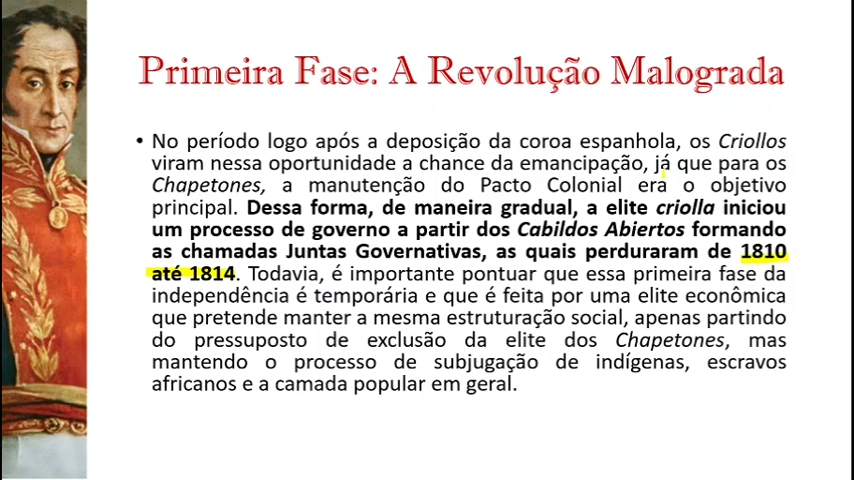 Primeira Fase: A Revolução Malograda
• No período logo após a deposição da coroa espanhola, os Criollos
viram nessa oportunidade a chance da emancipação, já que para os
Chapetones, a manutenção do Pacto Colonial era o objetivo
principal. Dessa forma, de maneira gradual, a elite criolla iniciou
um processo de governo a partir dos Cabildos Abiertos formando
as chamadas Juntas Governativas, as quais perduraram de 1810
até 1814. Todavia, é importante pontuar que essa primeira fase da
independência é temporária e que é feita por uma elite econômica
que pretende manter a mesma estruturação social, apenas partindo
do pressuposto de exclusão da elite dos Chapetones, mas
mantendo o processo de subjugação de indígenas, escravos
africanos e a camada popular em geral.